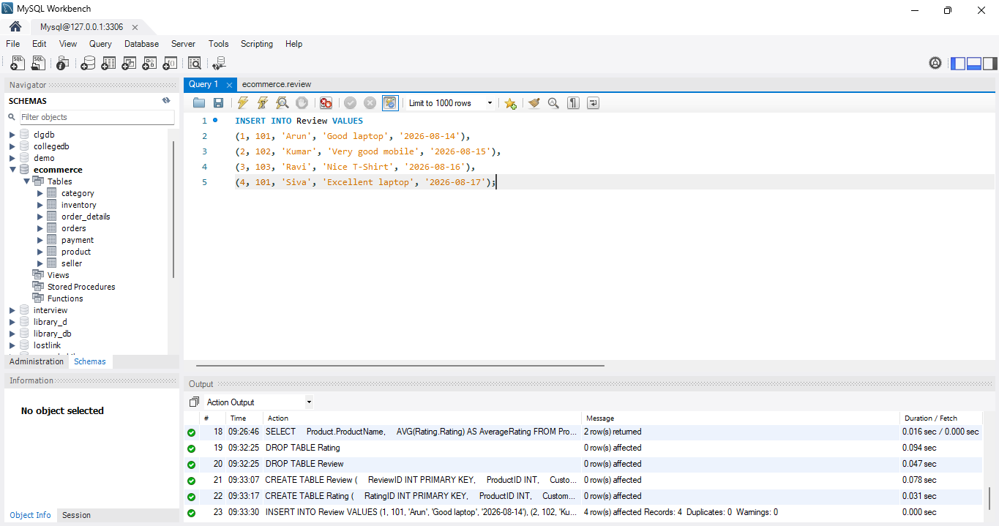 MySQL Workbench
Mysql@127.0.0.1:3306
File Edit View Query Database Server Tools Scripting Help
Navigator
SCHEMAS
Filter objects
clgdb
collegedb
demo
ecommerce
Tables
category
inventory
order_details
orders
payment
product
seller
Views
Stored Procedures
Functions
interview
library_d
library_db
lostlink
Administration Schemas
Information
No object selected
Object Info Session
Query 1 ecommerce.review
Limit to 1000 rows
1 INSERT INTO Review VALUES
2 (1, 101, 'Arun', 'Good laptop', '2026-08-14'),
3 (2, 102, 'Kumar', 'Very good mobile', '2026-08-15'),
4 (3, 103, 'Ravi', 'Nice T-Shirt', '2026-08-16'),
5 (4, 101, 'Siva', 'Excellent laptop', '2026-08-17');
Output
Action Output
# Time Action Message Duration / Fetch
18 09:26:46 SELECT Product.ProductName, AVG(Rating.Rating) AS AverageRating FROM Pro... 2 row(s) returned 0.016 sec / 0.000 sec
19 09:32:25 DROP TABLE Rating 0 row(s) affected 0.094 sec
20 09:32:25 DROP TABLE Review 0 row(s) affected 0.047 sec
21 09:33:07 CREATE TABLE Review ( ReviewID INT PRIMARY KEY, ProductID INT, Custo... 0 row(s) affected 0.078 sec
22 09:33:17 CREATE TABLE Rating ( RatingID INT PRIMARY KEY, ProductID INT, Custom... 0 row(s) affected 0.031 sec
23 09:33:30 INSERT INTO Review VALUES (1, 101, 'Arun', 'Good laptop', '2026-08-14'), (2, 102, 'Ku... 4 row(s) affected Records: 4 Duplicates: 0 Warnings: 0 0.000 sec